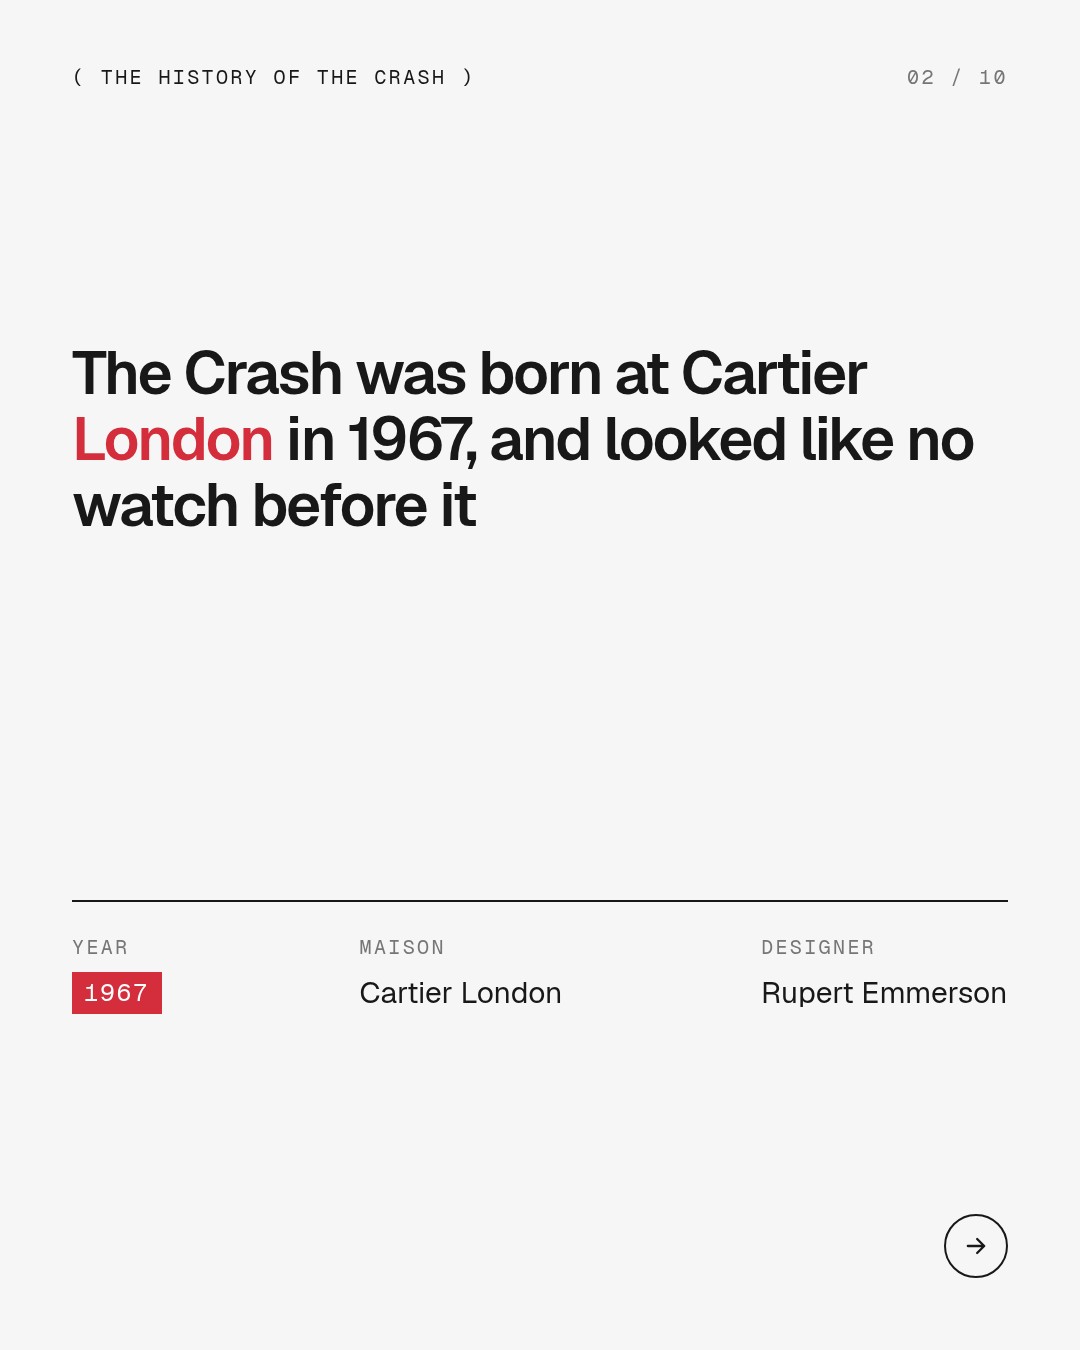 ( THE HISTORY OF THE CRASH )
02 / 10
The Crash was born at Cartier
London in 1967, and looked like no
watch before it
YEAR
1967
MAISON
Cartier London
DESIGNER
Rupert Emmerson